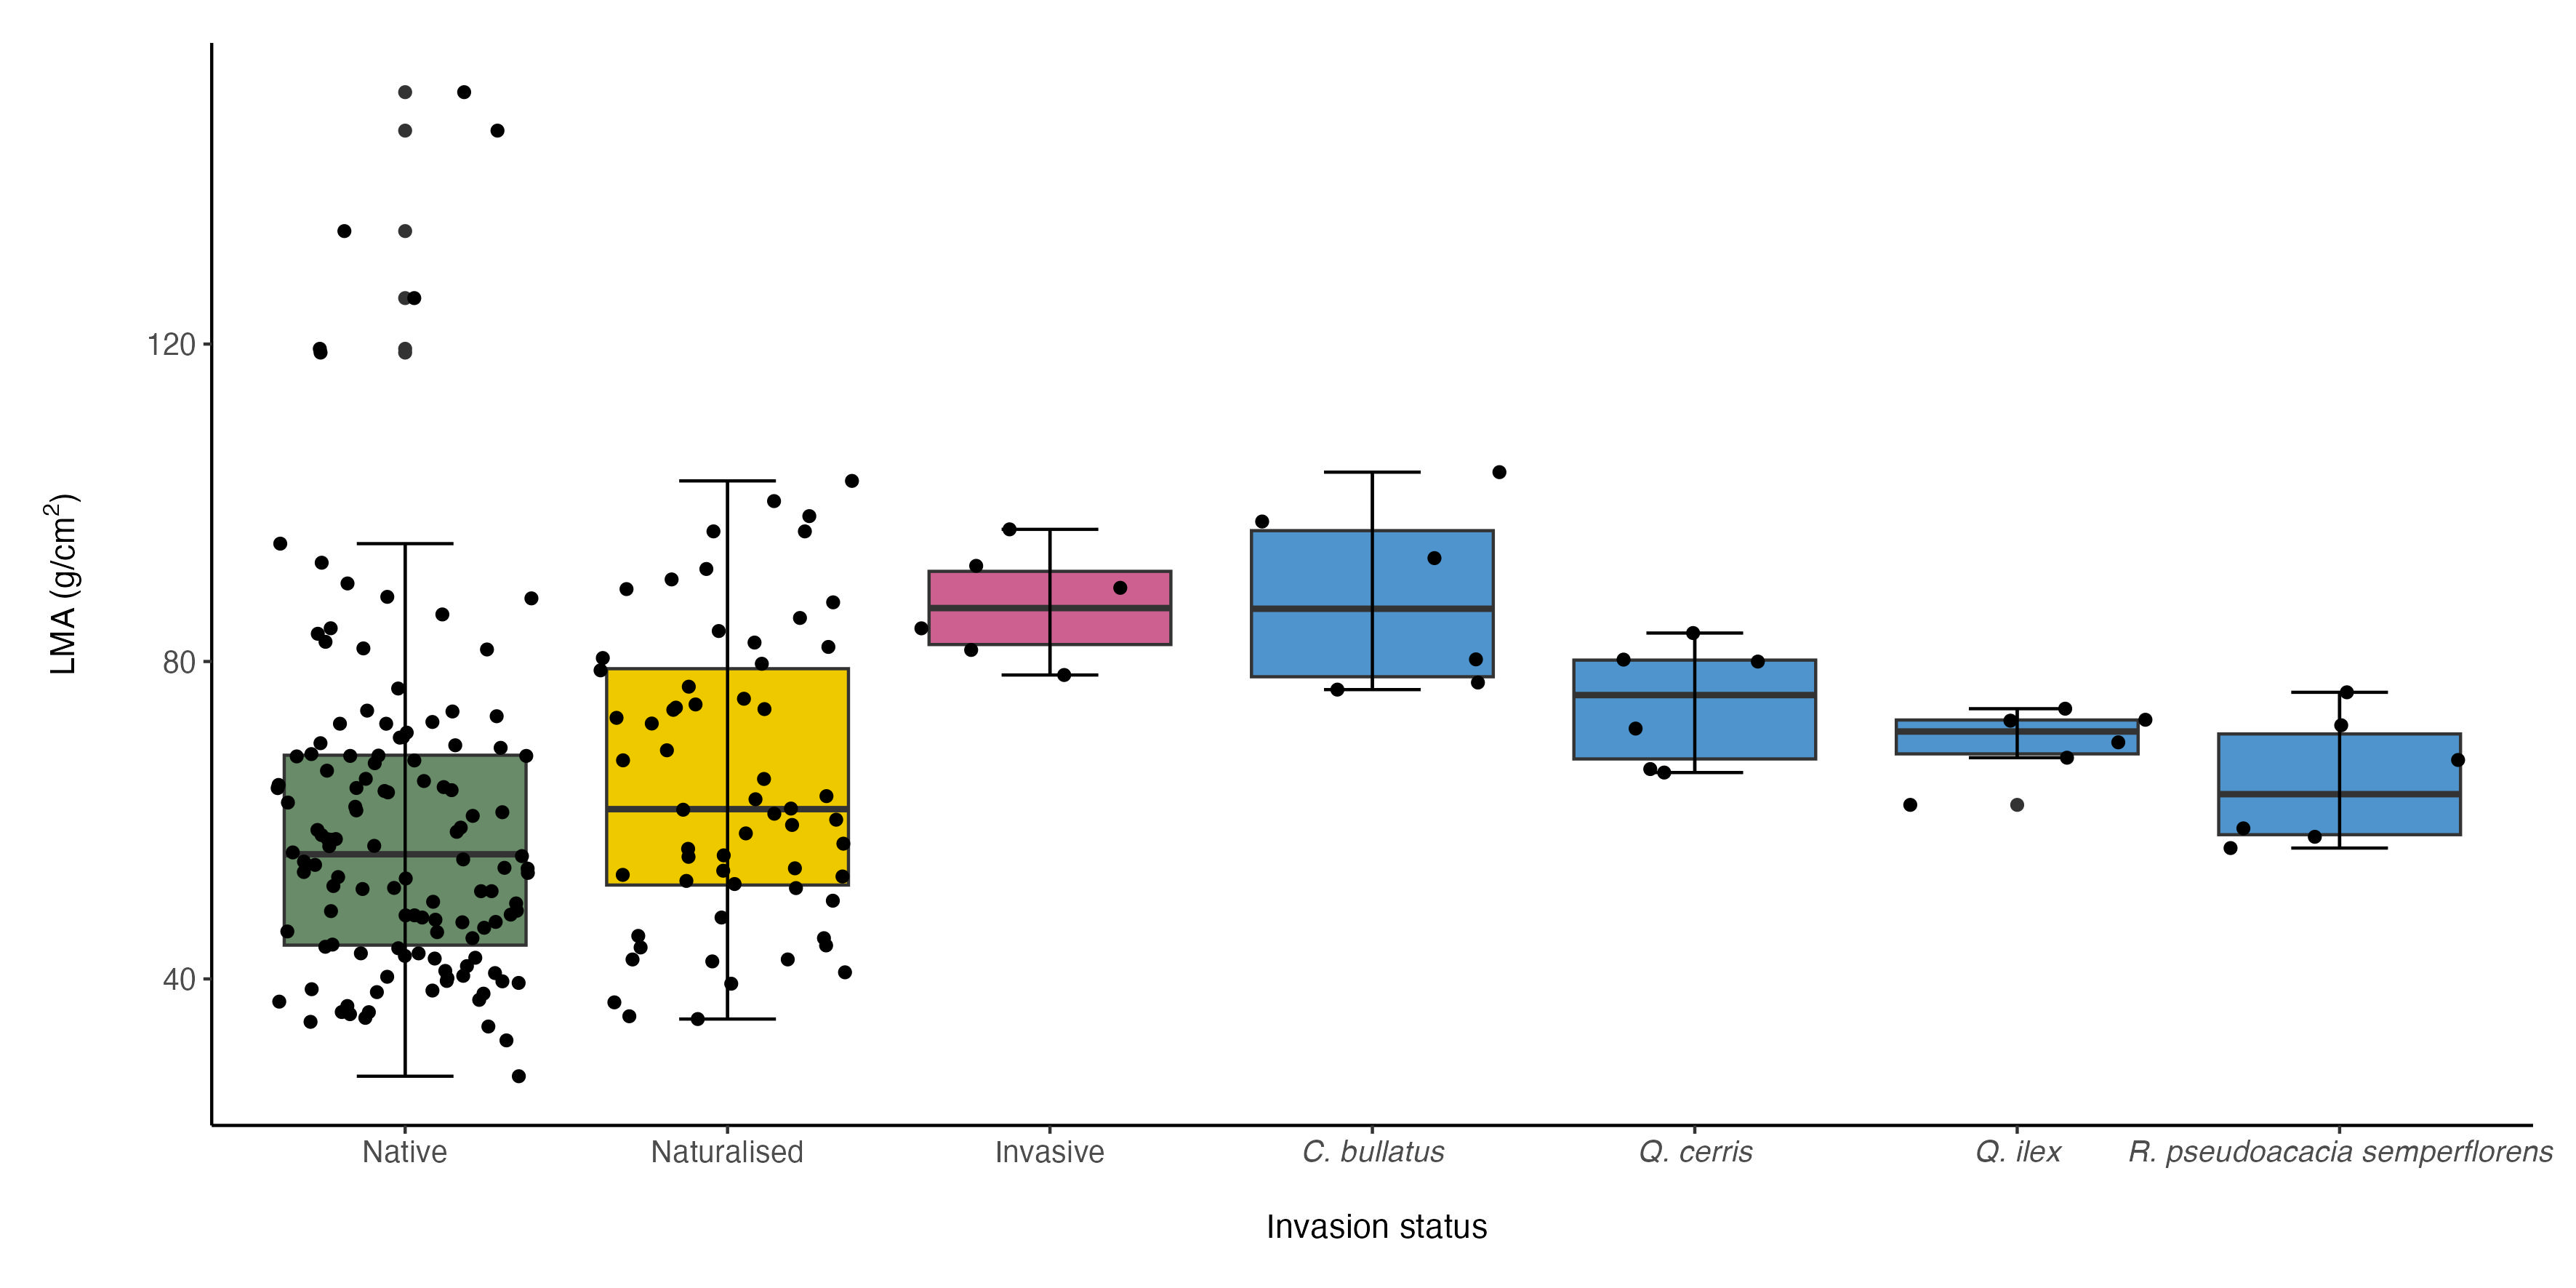 LMA (g/cm²)
120
80
40
Native Naturalised Invasive C. bullatus Q. cerris Q. ilex R. pseudoacacia semperflorens
Invasion status